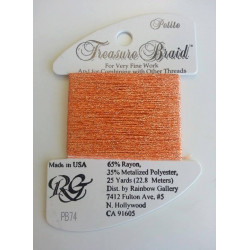 Petite
Treasure Braid™
For Very Fine Work
And for Combining with Other Threads
Made in USA
RG
PB74
65% Rayon,
35% Metalized Polyester,
25 Yards (22.8 Meters)
Dist. by Rainbow Gallery
7412 Fulton Ave, #5
N. Hollywood
CA 91605